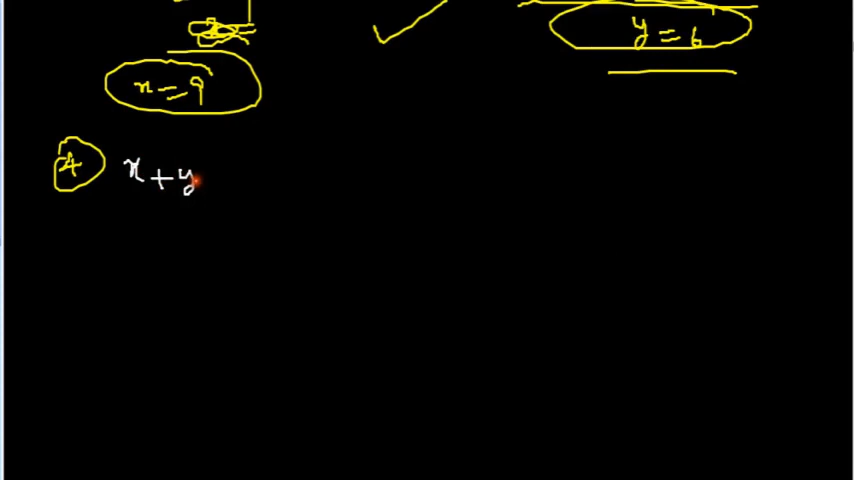 y = 6
x = 9
4 x + y